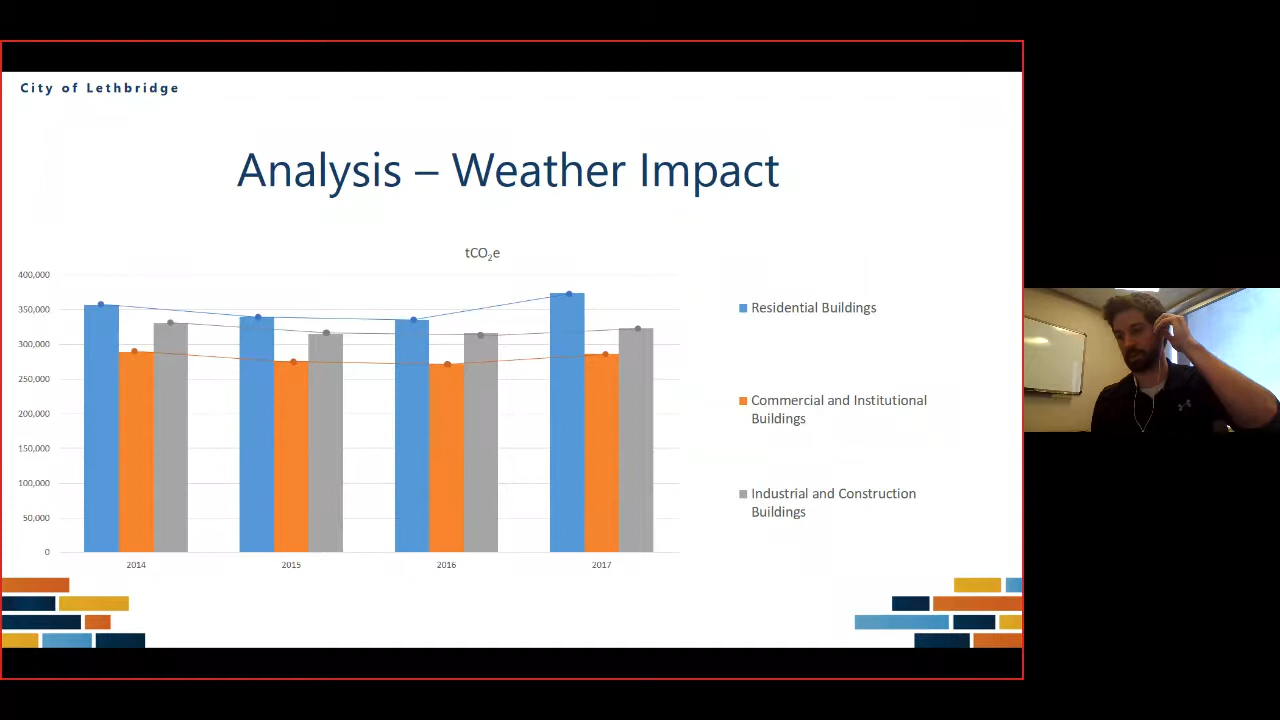 City of Lethbridge
Analysis – Weather Impact
tCO2e
400,000
350,000
300,000
250,000
200,000
150,000
100,000
50,000
0
2014
2015
2016
2017
Residential Buildings
Commercial and Institutional
Buildings
Industrial and Construction
Buildings